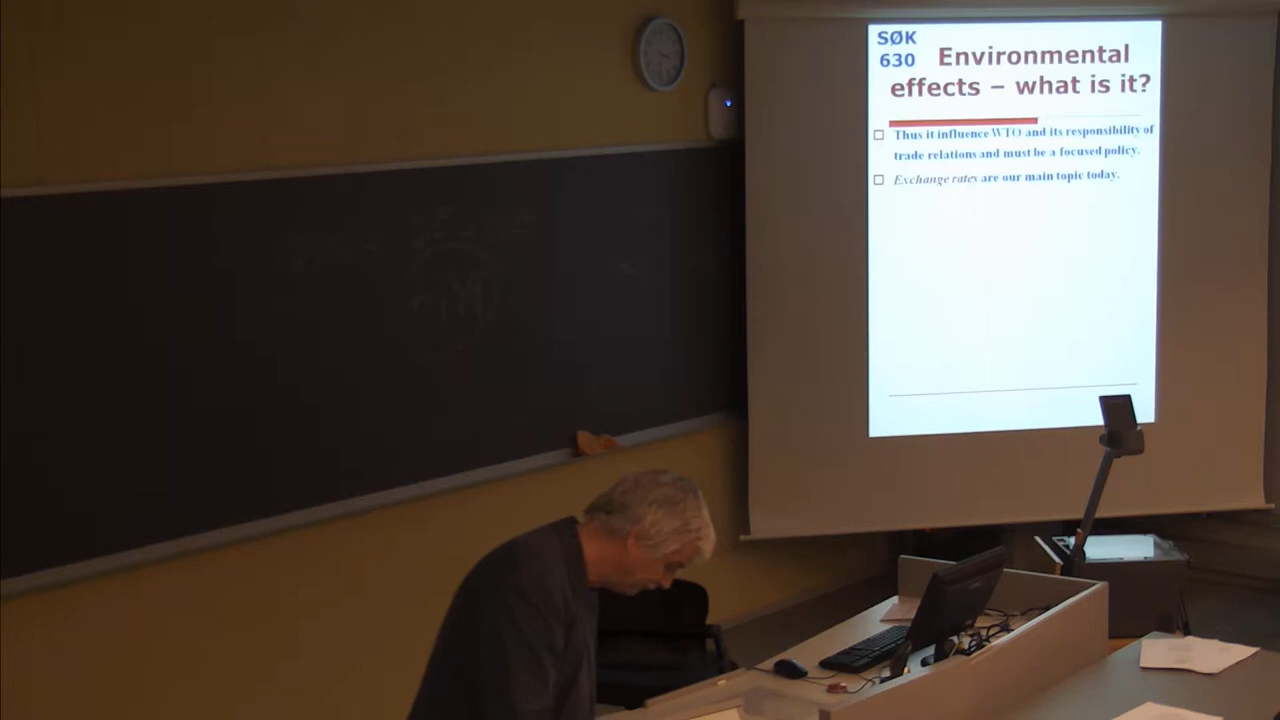 SØK
630
Environmental
effects – what is it?
Thus it influence WTO and its responsibility of
trade relations and must be a focused policy.
Exchange rates are our main topic today.